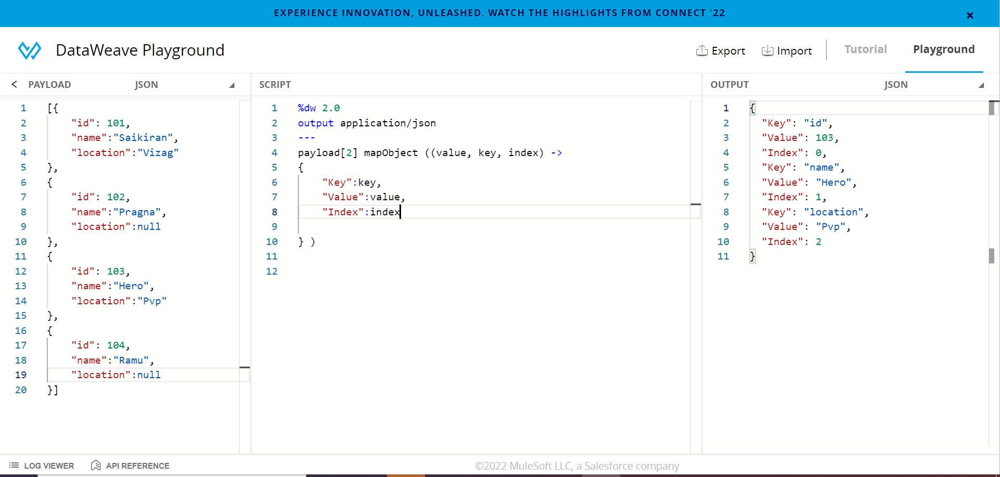 EXPERIENCE INNOVATION, UNLEASHED. WATCH THE HIGHLIGHTS FROM CONNECT '22
×
DataWeave Playground
Export
Import
Tutorial
Playground
< PAYLOAD
JSON
1 [{
2 "id": 101,
3 "name":"Saikiran",
4 "location":"Vizag"
5 },
6 {
7 "id": 102,
8 "name":"Pragna",
9 "location":null
10 },
11 {
12 "id": 103,
13 "name":"Hero",
14 "location":"Pvp"
15 },
16 {
17 "id": 104,
18 "name":"Ramu",
19 "location":null
20 }]
SCRIPT
1 %dw 2.0
2 output application/json
3 ---
4 payload[2] mapObject ((value, key, index) ->
5 {
6 "Key":key,
7 "Value":value,
8 "Index":index
9
10 } )
11
12
OUTPUT
JSON
1 {
2 "Key": "id",
3 "Value": 103,
4 "Index": 0,
5 "Key": "name",
6 "Value": "Hero",
7 "Index": 1,
8 "Key": "location",
9 "Value": "Pvp",
10 "Index": 2
11 }
LOG VIEWER
API REFERENCE
©2022 MuleSoft LLC, a Salesforce company